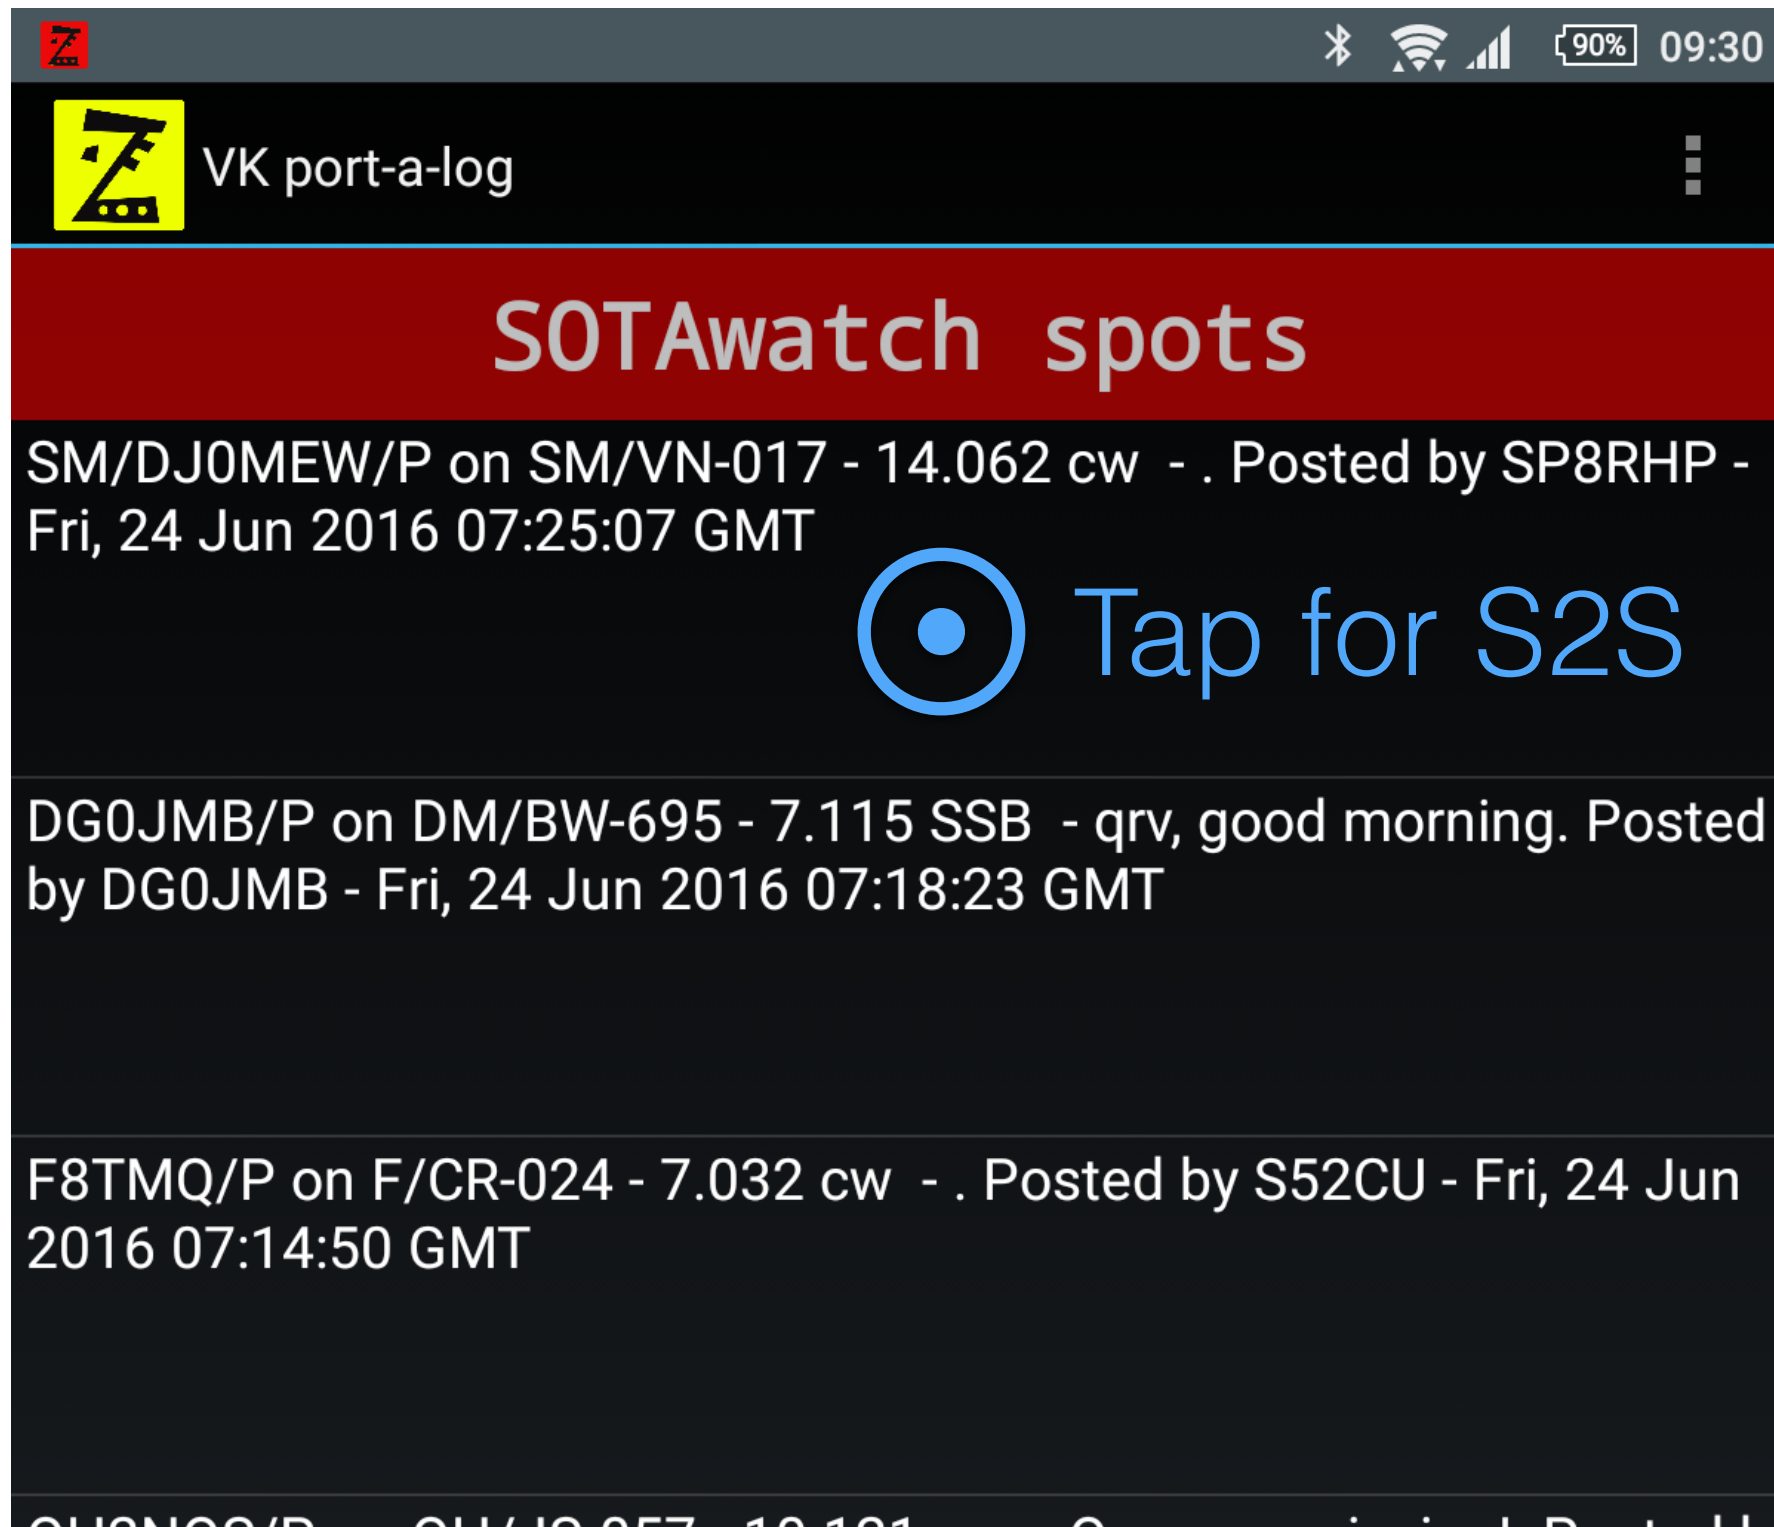 90% 09:30
VK port-a-log
SOTAwatch spots
SM/DJ0MEW/P on SM/VN-017 - 14.062 cw  - . Posted by SP8RHP -
Fri, 24 Jun 2016 07:25:07 GMT
Tap for S2S
DG0JMB/P on DM/BW-695 - 7.115 SSB  - qrv, good morning. Posted
by DG0JMB - Fri, 24 Jun 2016 07:18:23 GMT
F8TMQ/P on F/CR-024 - 7.032 cw  - . Posted by S52CU - Fri, 24 Jun
2016 07:14:50 GMT